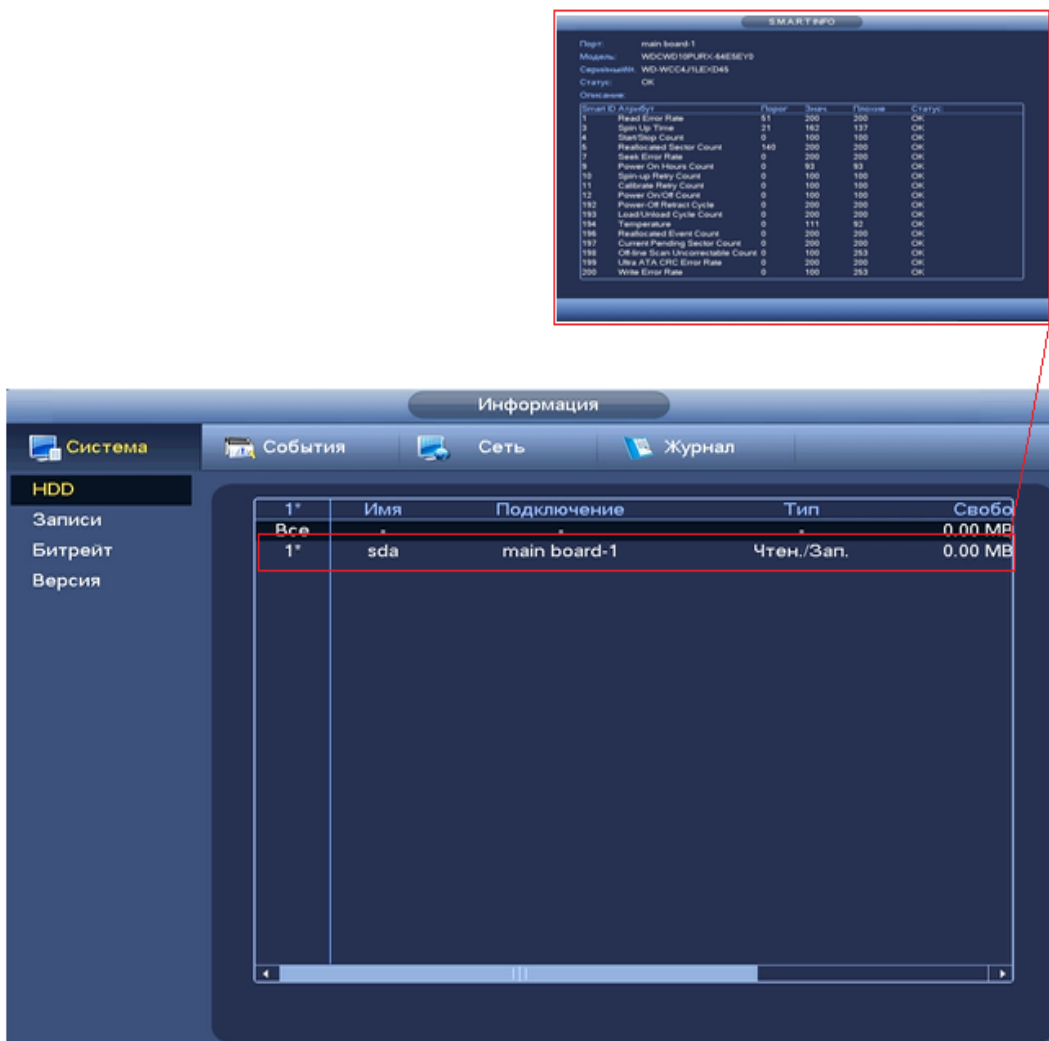 S.M.A.R.T INFO
Порт: main board-1
Модель: WDCWD10PURX-64E5EY0
WD-WCC4J1LEXD45
Статус: OK
Описание:
Smart ID Атрибут Порог Знач. Плохие Статус:
1 Read Error Rate 51 200 200 OK
3 Spin Up Time 21 162 137 OK
4 Start/Stop Count 0 100 100 OK
5 Reallocated Sector Count 140 200 200 OK
7 Seek Error Rate 0 200 200 OK
9 Power On Hours Count 0 93 93 OK
10 Spin-up Retry Count 0 100 100 OK
11 Calibrate Retry Count 0 100 100 OK
12 Power On/Off Count 0 100 100 OK
192 Power-Off Retract Cycle 0 200 200 OK
193 Load/Unload Cycle Count 0 200 200 OK
194 Temperature 0 111 92 OK
196 Reallocated Event Count 0 200 200 OK
197 Current Pending Sector Count 0 200 200 OK
198 Off-line Scan Uncorrectable Count 0 100 253 OK
199 Ultra ATA CRC Error Rate 0 200 200 OK
200 Write Error Rate 0 100 253 OK
Информация
Система События Сеть Журнал
HDD
Записи
Битрейт
Версия
1* Имя Подключение Тип Свобо
Все - - - 0.00 MB
1* sda main board-1 Чтен./Зап. 0.00 MB